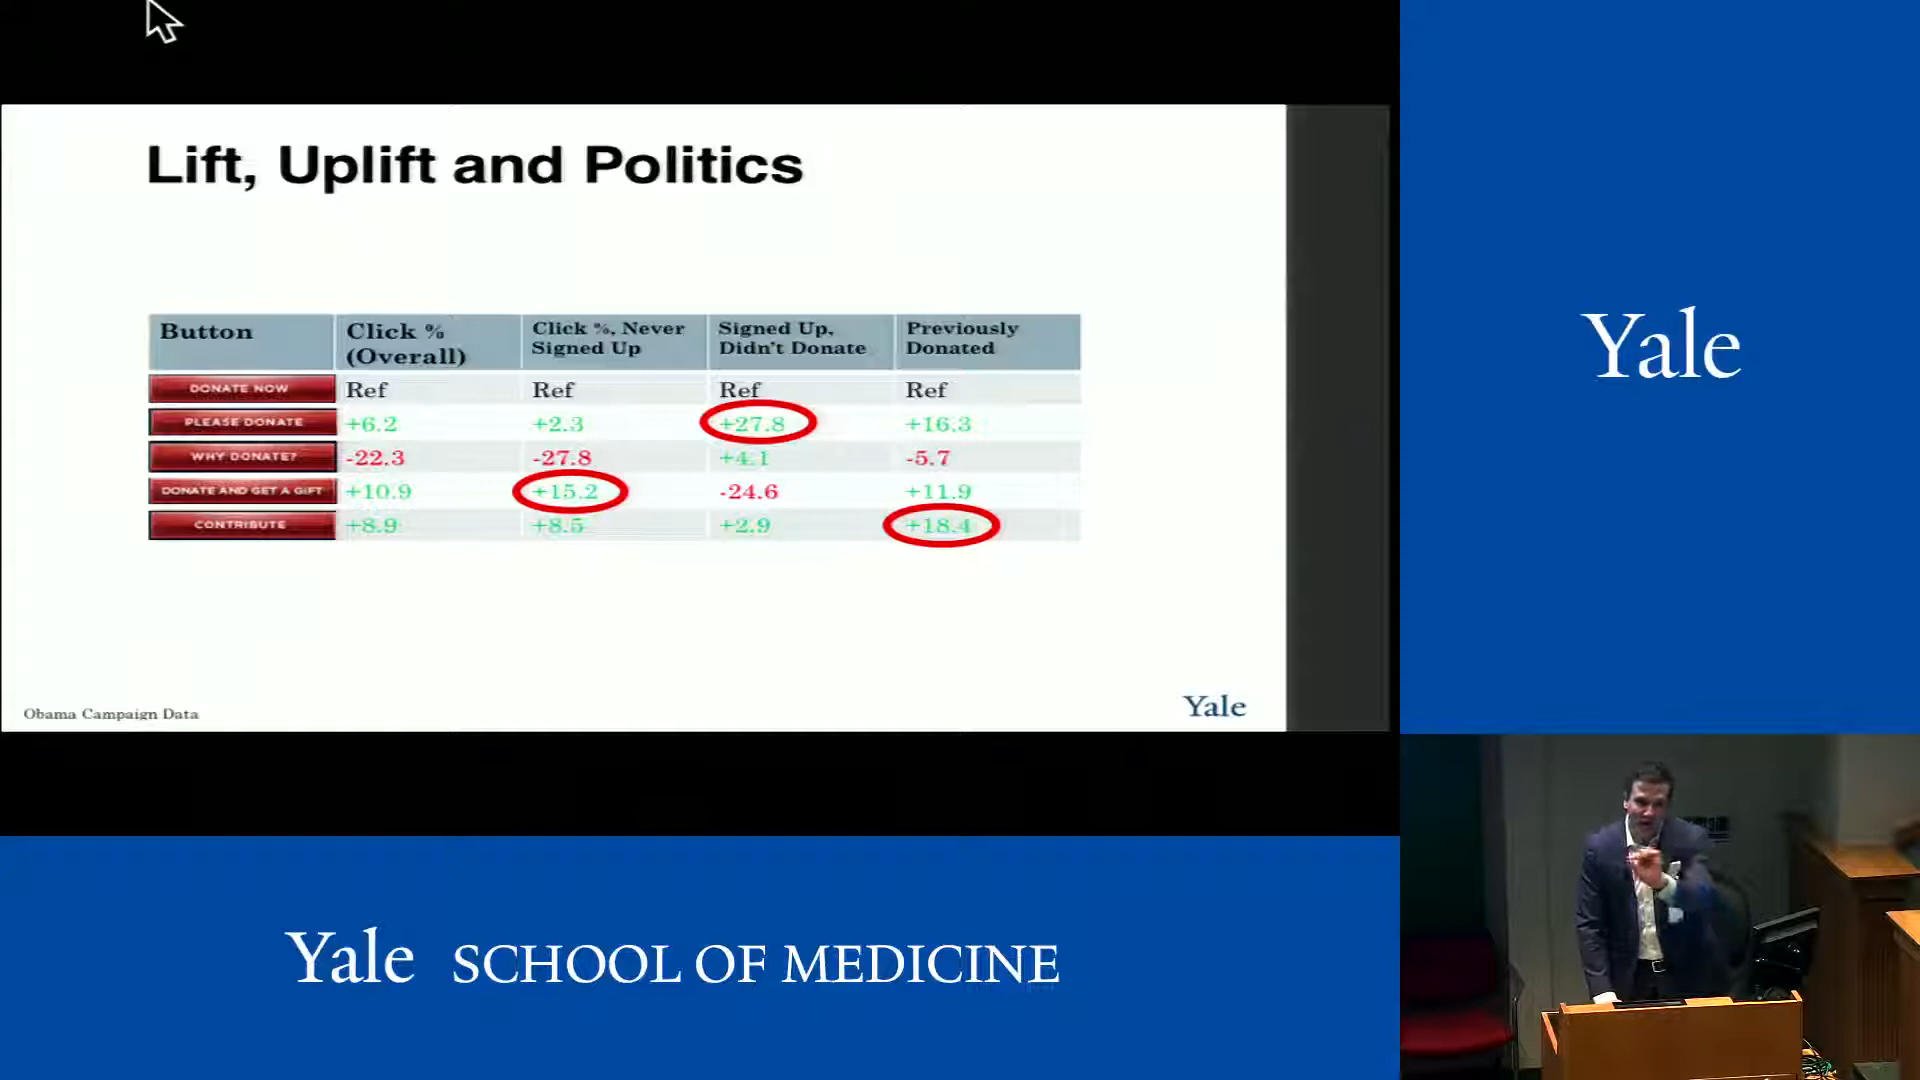 Lift, Uplift and Politics
Button Click % (Overall) Click %, Never Signed Up Signed Up, Didn't Donate Previously Donated
DONATE NOW Ref Ref Ref Ref
PLEASE DONATE +6.2 +2.3 +27.8 +16.3
WHY DONATE? -22.3 -27.8 +4.1 -5.7
DONATE AND GET A GIFT +10.9 +15.2 -24.6 +11.9
CONTRIBUTE +8.9 +8.5 +2.9 +18.4
Obama Campaign Data
Yale
Yale
Yale SCHOOL OF MEDICINE